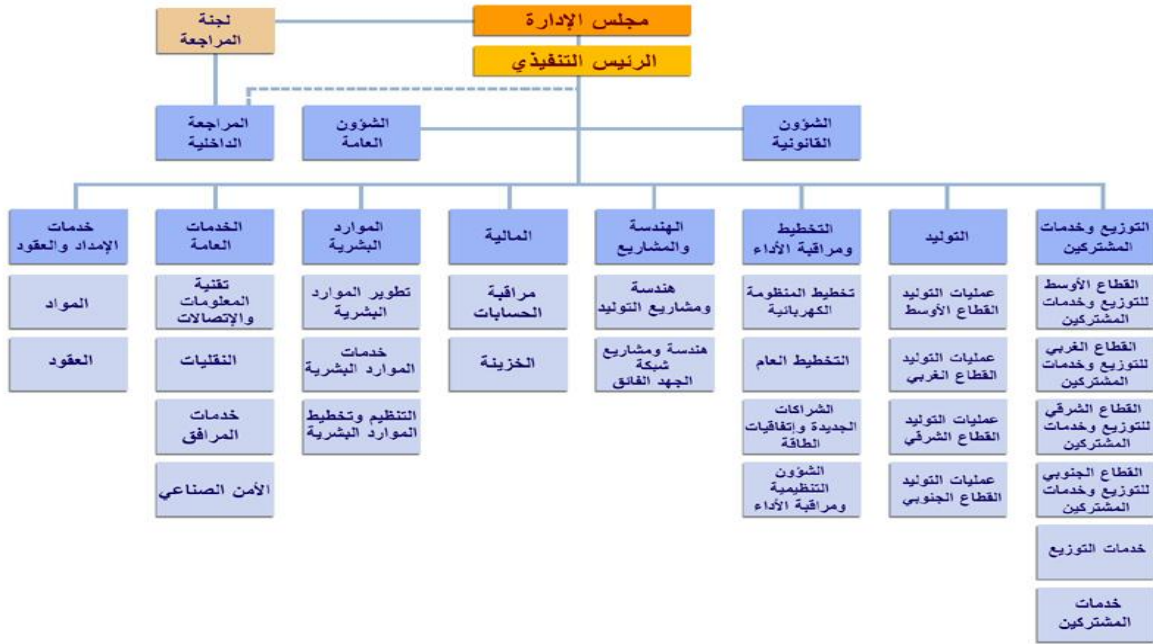 مجلس الإدارة
لجنة
المراجعة
الرئيس التنفيذي
الشؤون
القانونية
الشؤون
العامة
المراجعة
الداخلية
التوزيع وخدمات
المشتركين
القطاع الأوسط
للتوزيع وخدمات
المشتركين
القطاع الغربي
للتوزيع وخدمات
المشتركين
القطاع الشرقي
للتوزيع وخدمات
المشتركين
القطاع الجنوبي
للتوزيع وخدمات
المشتركين
خدمات التوزيع
خدمات
المشتركين
التوليد
عمليات التوليد
القطاع الأوسط
عمليات التوليد
القطاع الغربي
عمليات التوليد
القطاع الشرقي
عمليات التوليد
القطاع الجنوبي
التخطيط
ومراقبة الأداء
تخطيط المنظومة
الكهربائية
التخطيط العام
الشراكات
الجديدة وإتفاقيات
الطاقة
الشؤون
التنظيمية
ومراقبة الأداء
الهندسة
والمشاريع
هندسة
ومشاريع التوليد
هندسة ومشاريع
شبكة
الجهد الفائق
المالية
مراقبة
الحسابات
الخزينة
الموارد
البشرية
تطوير الموارد
البشرية
خدمات
الموارد البشرية
التنظيم وتخطيط
الموارد البشرية
الخدمات
العامة
تقنية
المعلومات
والإتصالات
النقليات
خدمات
المرافق
الأمن الصناعي
خدمات
الإمداد والعقود
المواد
العقود